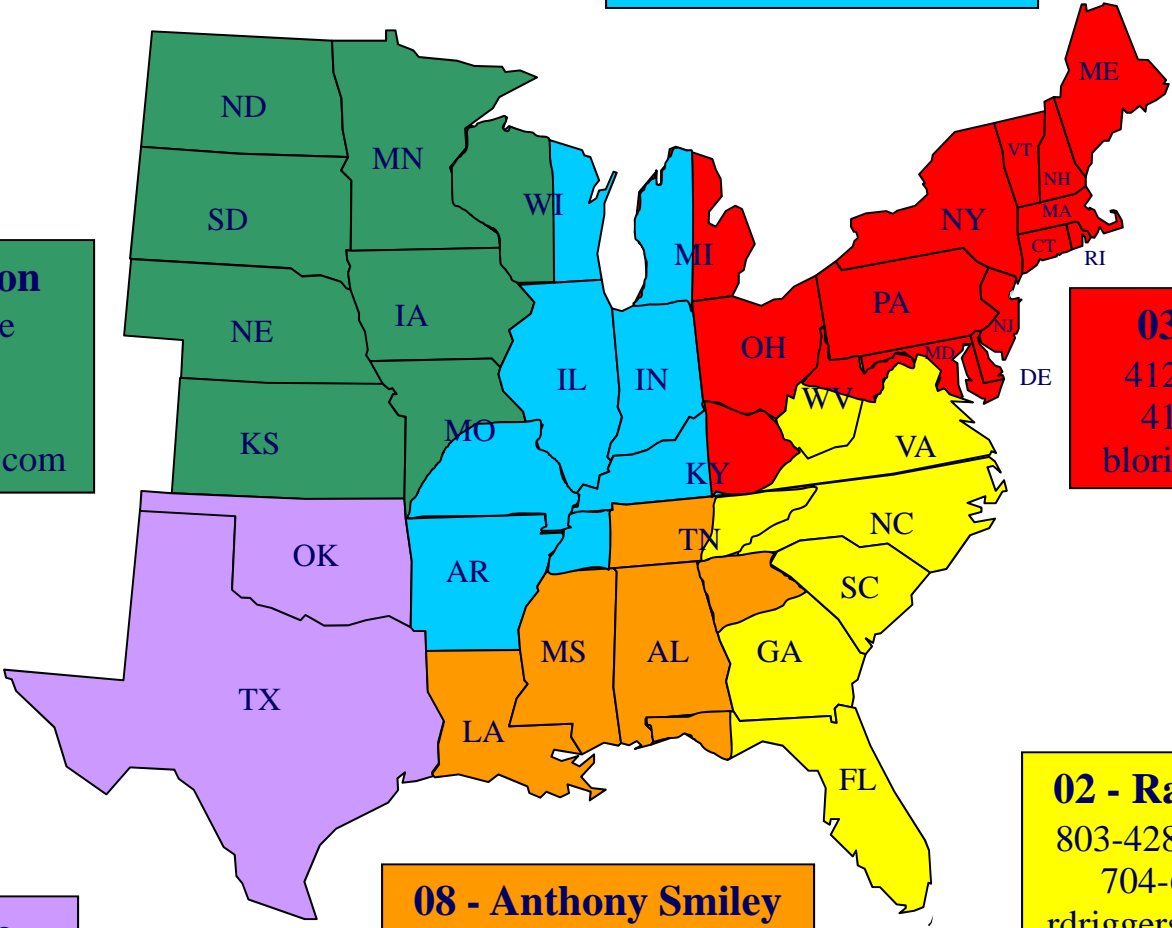 ME
ND
MN
VT
NH
WI
MA
SD
NY
CT
MI
RI
IA
PA
NE
NJ
OH
MD
DE
IL
IN
WV
MO
KS
VA
KY
NC
TN
OK
AR
SC
MS
AL
GA
TX
LA
FL
on
e
com
03
412
41
blori
02 - Ra
803-428
704-
rdriggers
08 - Anthony Smiley